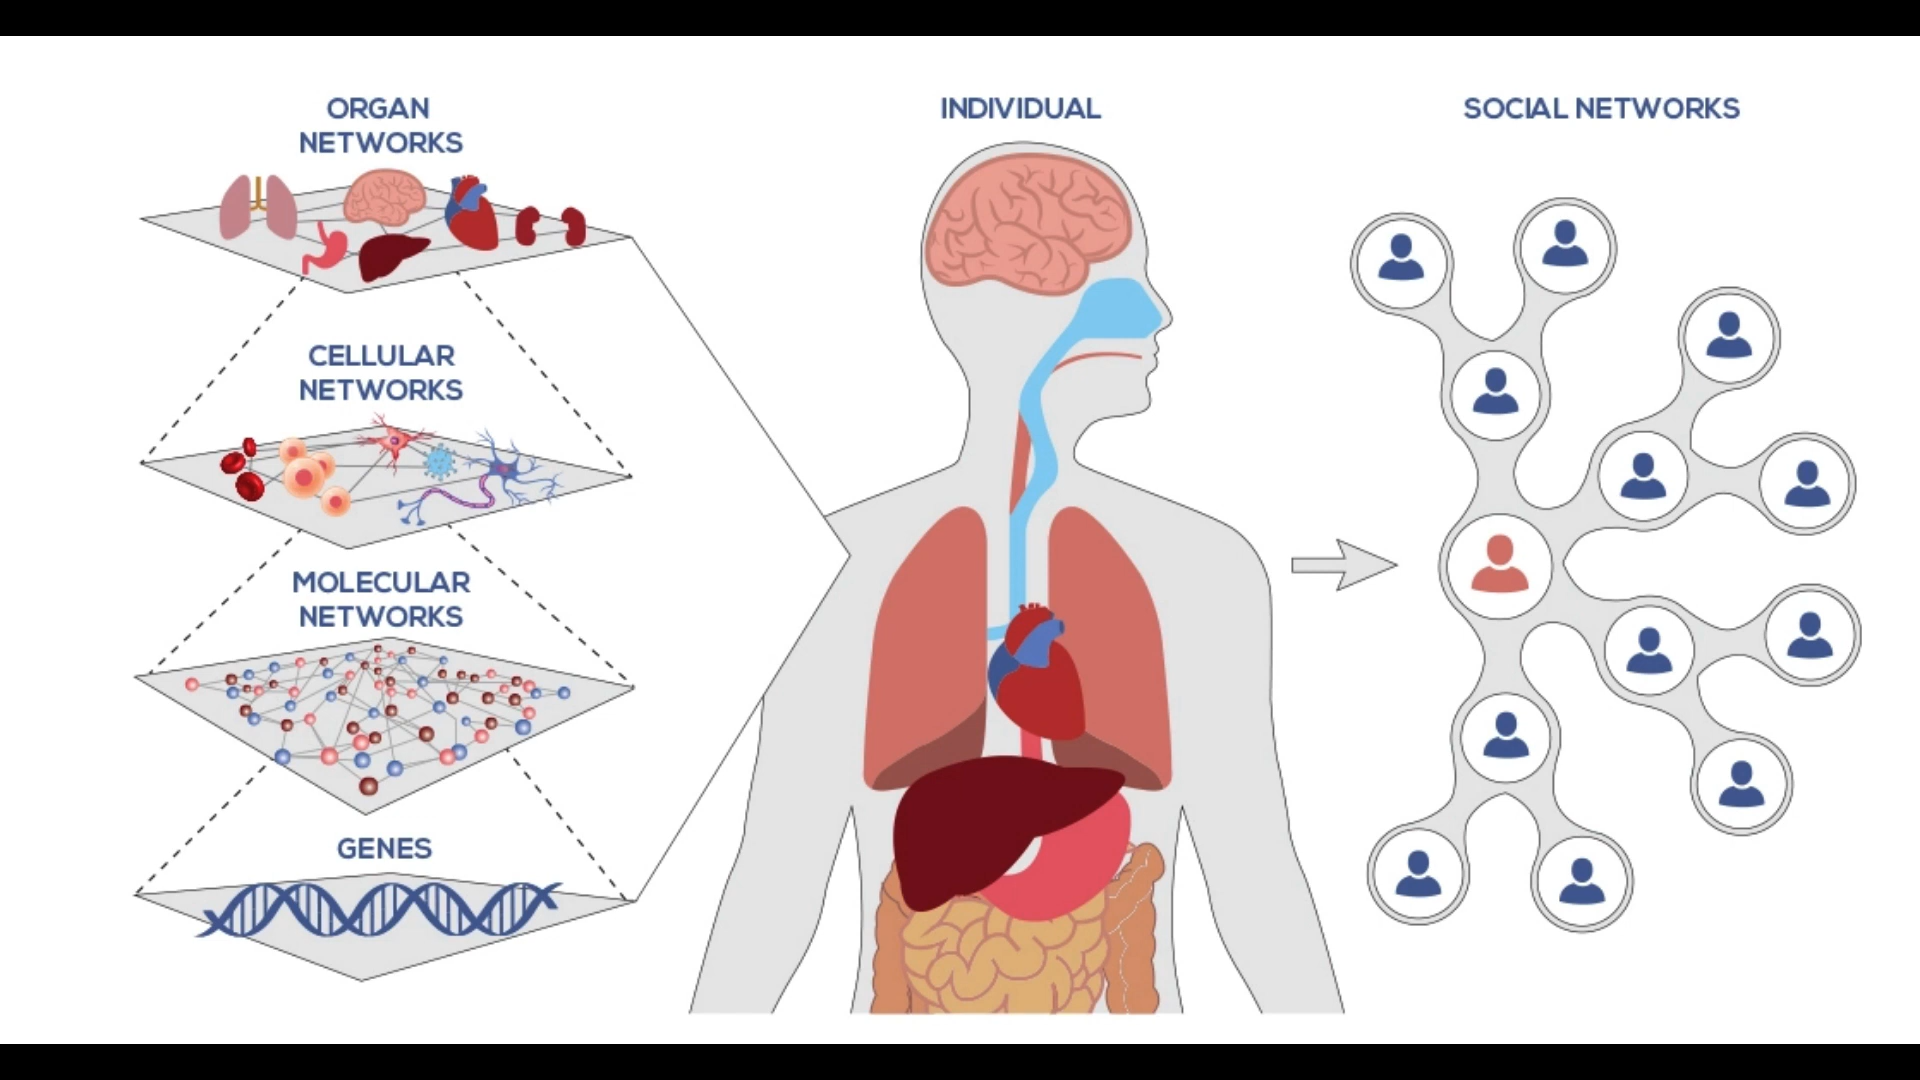 ORGAN
NETWORKS
CELLULAR
NETWORKS
MOLECULAR
NETWORKS
GENES
INDIVIDUAL
SOCIAL NETWORKS